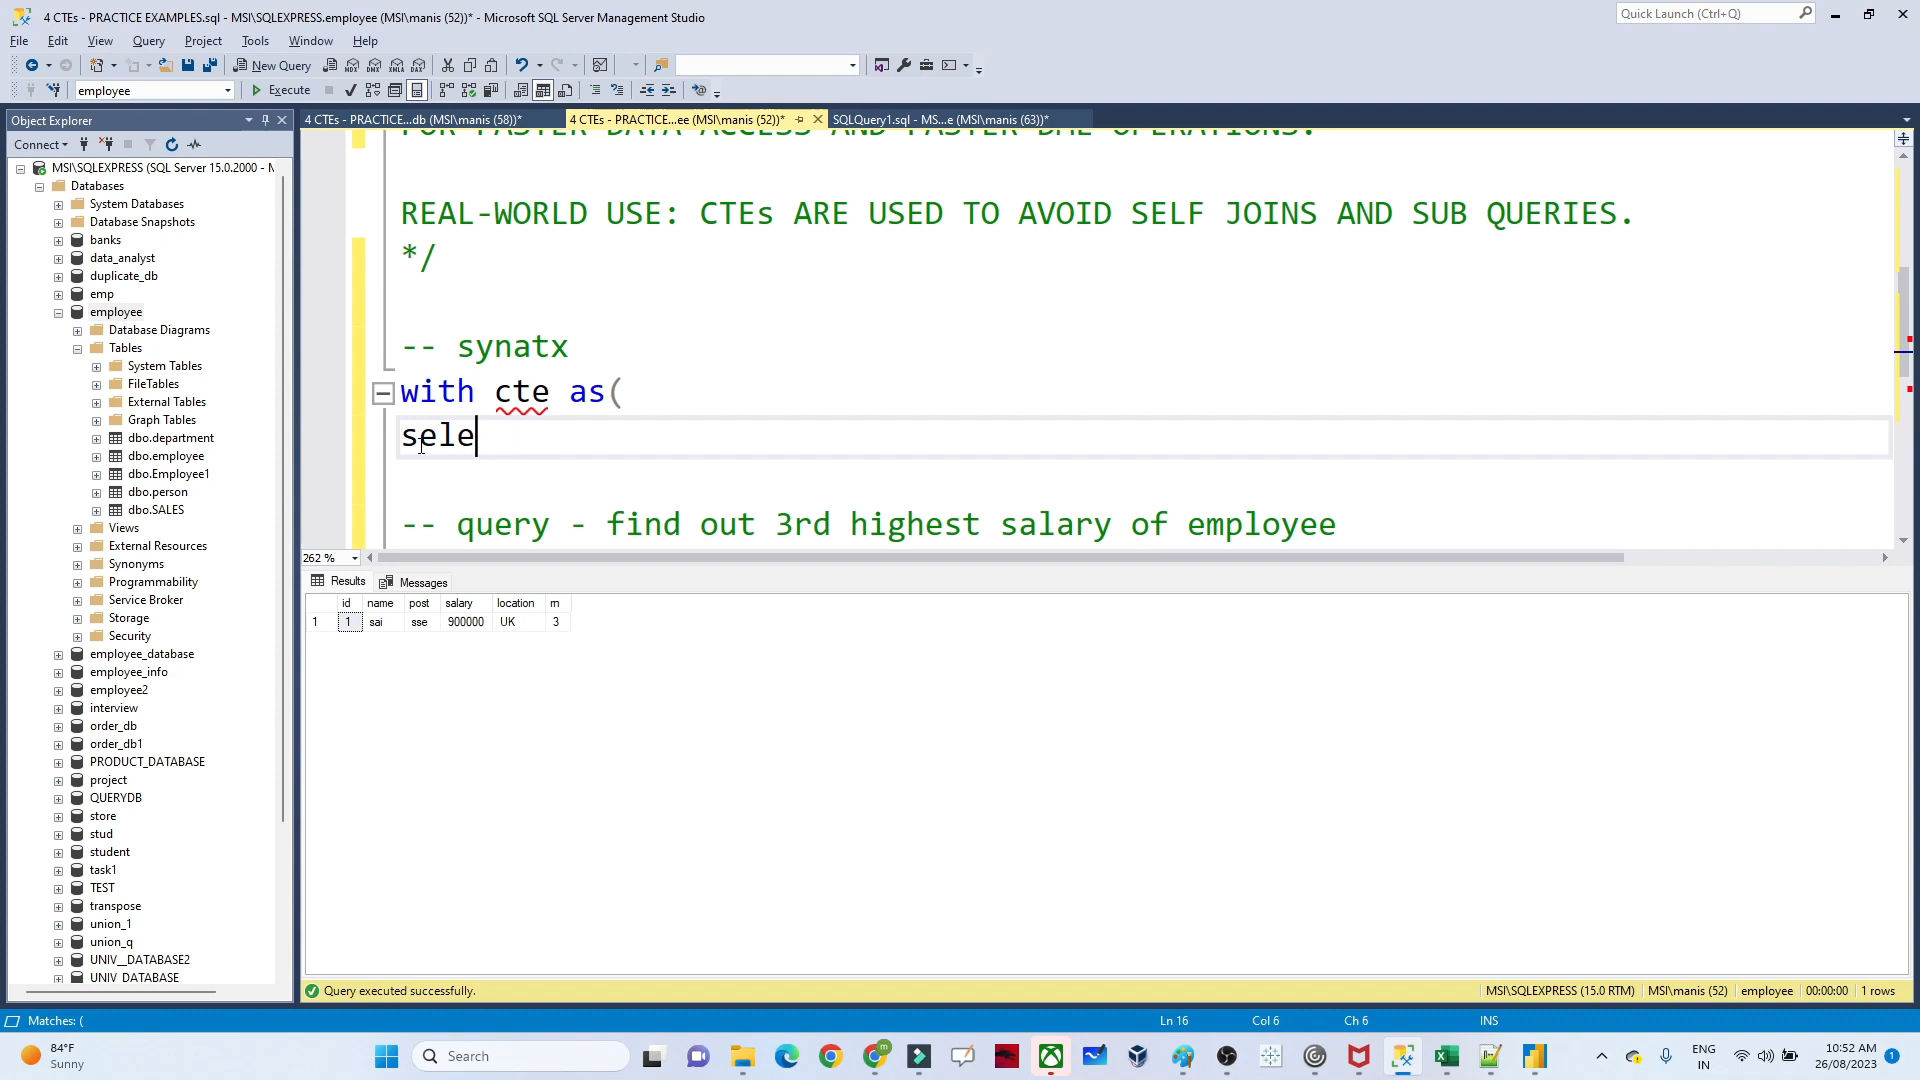 4 CTEs - PRACTICE EXAMPLES.sql - MSI\SQLEXPRESS.employee (MSI\manis (52))* - Microsoft SQL Server Management Studio
Quick Launch (Ctrl+Q)
File Edit View Query Project Tools Window Help
New Query
employee
Execute
Object Explorer
4 CTEs - PRACTICE...db (MSI\manis (58))*
4 CTEs - PRACTICE...ee (MSI\manis (52))*
SQLQuery1.sql - MS...e (MSI\manis (63))*
Connect
MSI\SQLEXPRESS (SQL Server 15.0.2000 - M
Databases
System Databases
Database Snapshots
banks
data_analyst
duplicate_db
emp
employee
Database Diagrams
Tables
System Tables
FileTables
External Tables
Graph Tables
dbo.department
dbo.employee
dbo.Employee1
dbo.person
dbo.SALES
Views
External Resources
Synonyms
Programmability
Service Broker
Storage
Security
employee_database
employee_info
employee2
interview
order_db
order_db1
PRODUCT_DATABASE
project
QUERYDB
store
stud
student
task1
TEST
transpose
union_1
union_q
UNIV__DATABASE2
UNIV DATABASE
FOR FASTER DATA ACCESS AND FASTER DML OPERATIONS.
REAL-WORLD USE: CTEs ARE USED TO AVOID SELF JOINS AND SUB QUERIES.
*/
-- synatx
with cte as(
sele
-- query - find out 3rd highest salary of employee
262 %
Results Messages
id name post salary location rn
1 1 sai sse 900000 UK 3
Query executed successfully.
MSI\SQLEXPRESS (15.0 RTM) MSI\manis (52) employee 00:00:00 1 rows
Matches: (
Ln 16 Col 6 Ch 6 INS
84°F
Sunny
Search
m
ENG
IN
10:52 AM
26/08/2023
1